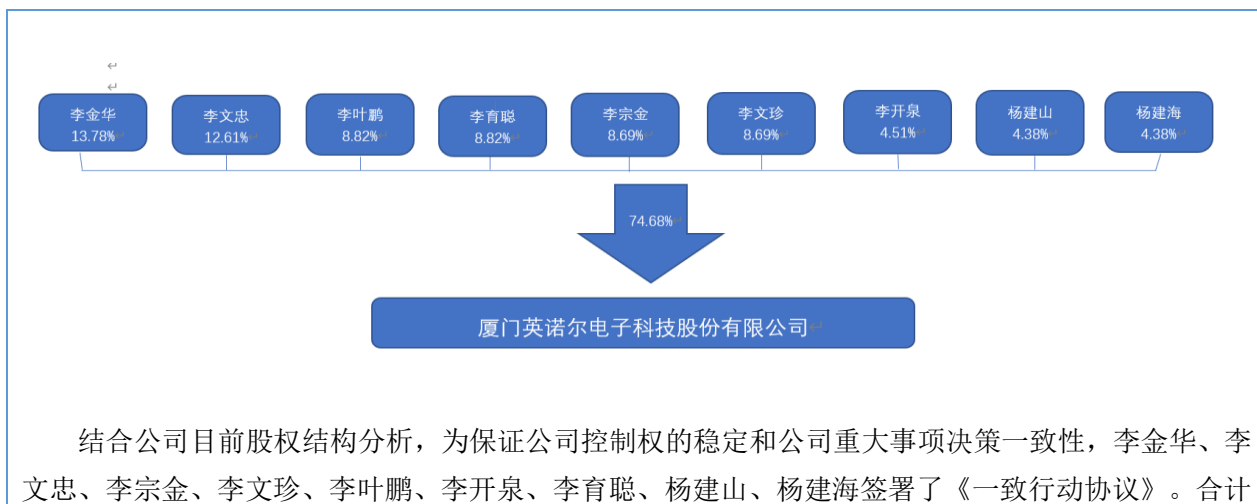 李金华 李文忠 李叶鹏 李育聪 李宗金 李文珍 李开泉 杨建山 杨建海
13.78% 12.61% 8.82% 8.82% 8.69% 8.69% 4.51% 4.38% 4.38%
74.68%
厦门英诺尔电子科技股份有限公司
结合公司目前股权结构分析，为保证公司控制权的稳定和公司重大事项决策一致性，李金华、李
文忠、李宗金、李文珍、李叶鹏、李开泉、李育聪、杨建山、杨建海签署了《一致行动协议》。合计